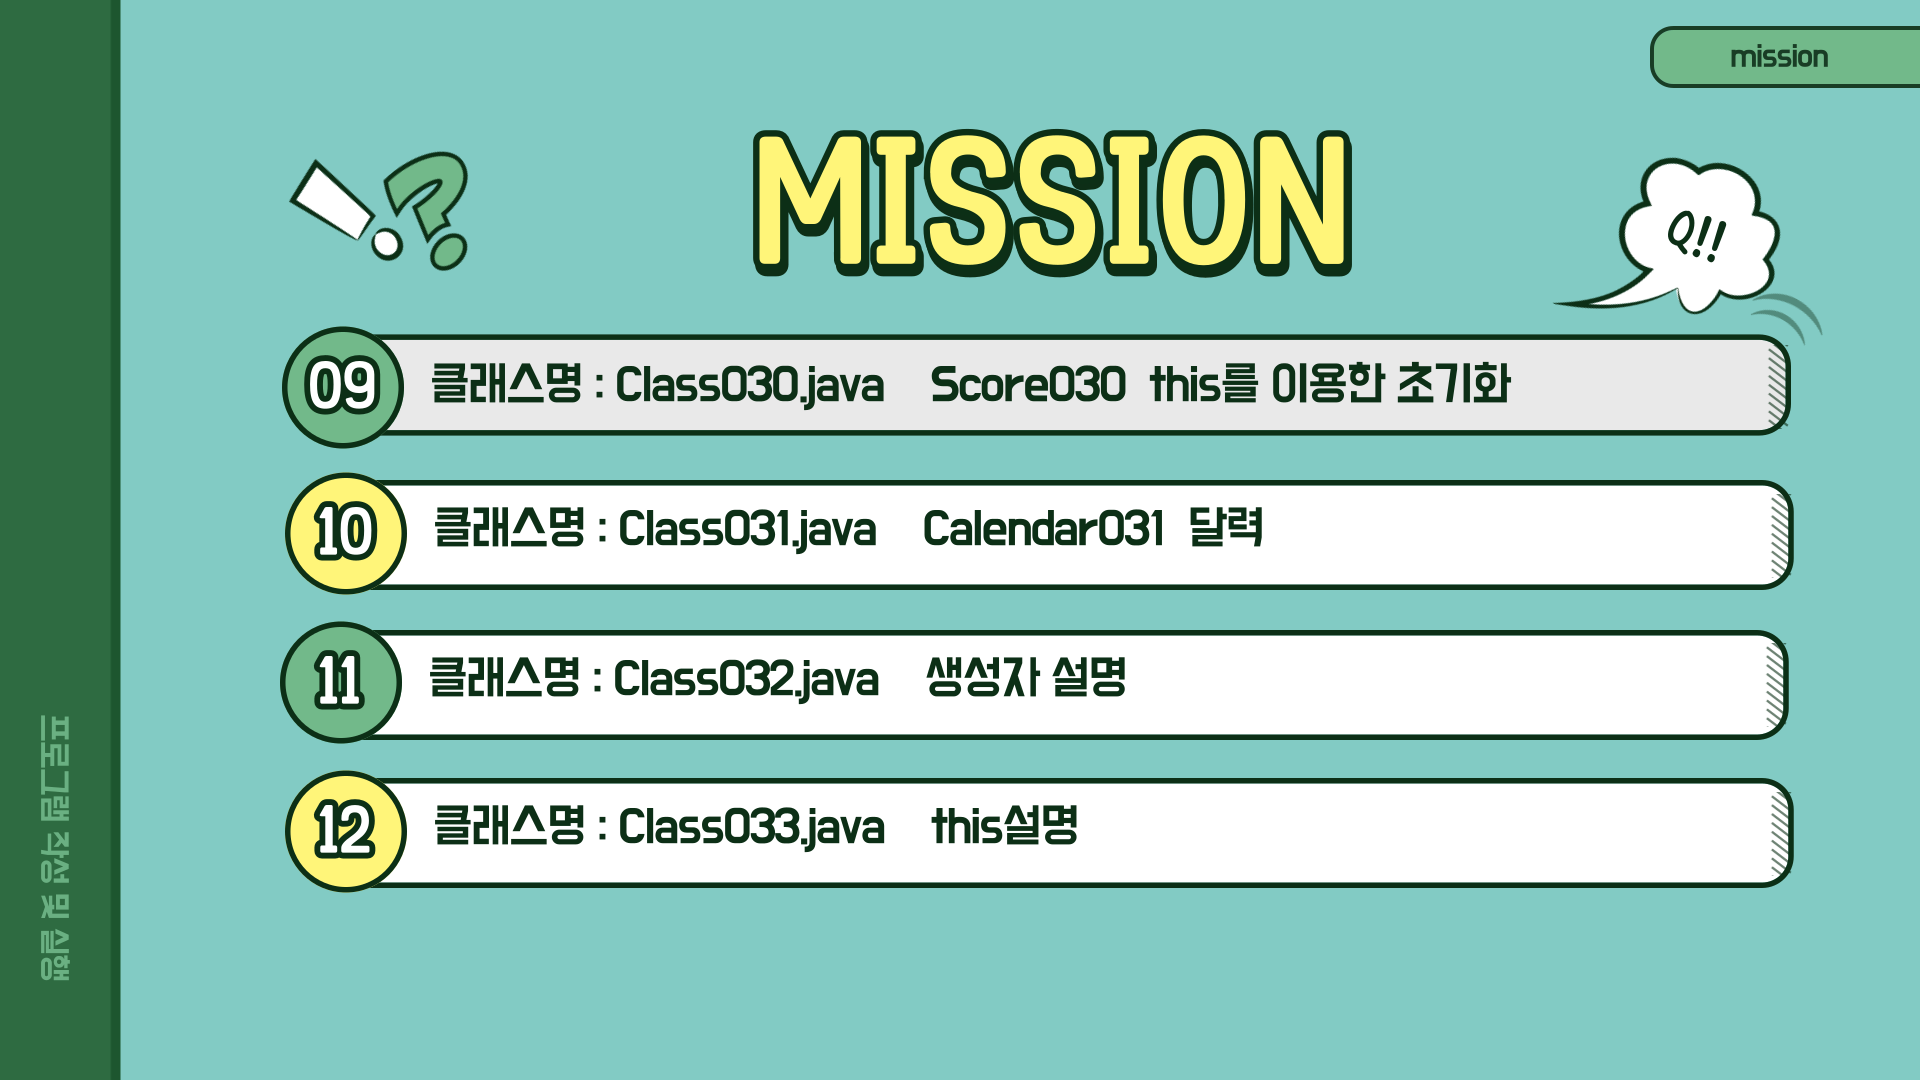 mission
MISSION
Q!!
09 클래스명 : Class030.java Score030 this를 이용한 초기화
10 클래스명 : Class031.java Calendar031 달력
11 클래스명 : Class032.java 생성자 설명
12 클래스명 : Class033.java this설명
프로그램 작성 및 실행